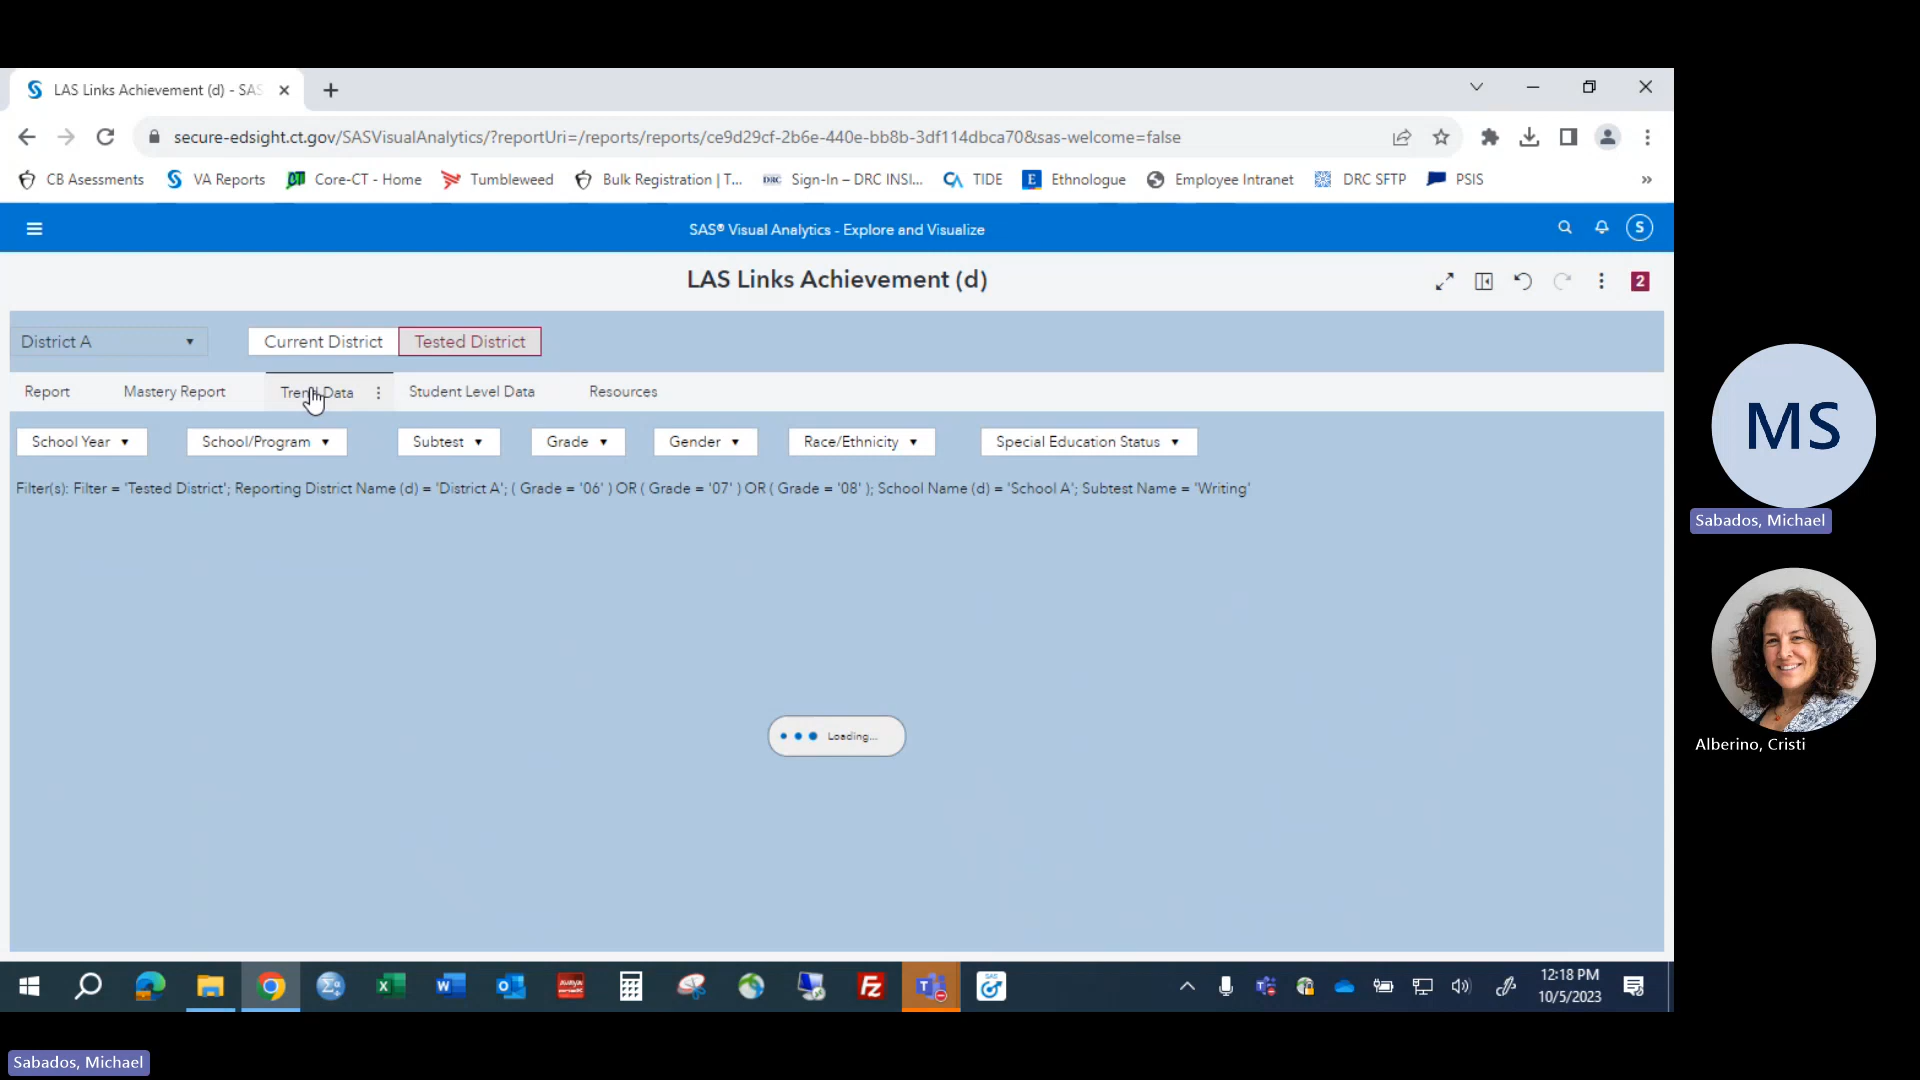 LAS Links Achievement (d) - SAS
secure-edsight.ct.gov/SASVisualAnalytics/?reportUri=/reports/reports/ce9d29cf-2b6e-440e-bb8b-3df114dbca70&sas-welcome=false
CB Asessments VA Reports Core-CT - Home Tumbleweed Bulk Registration | T... DRC Sign-In – DRC INSI... TIDE Ethnologue Employee Intranet DRC SFTP PSIS »
SAS® Visual Analytics - Explore and Visualize S
LAS Links Achievement (d) 2
District A Current District Tested District
Report Mastery Report Trend Data Student Level Data Resources
School Year School/Program Subtest Grade Gender Race/Ethnicity Special Education Status
Filter(s): Filter = 'Tested District'; Reporting District Name (d) = 'District A'; ( Grade = '06' ) OR ( Grade = '07' ) OR ( Grade = '08' ); School Name (d) = 'School A'; Subtest Name = 'Writing'
Loading...
12:18 PM
10/5/2023
MS
Sabados, Michael
Alberino, Cristi
Sabados, Michael